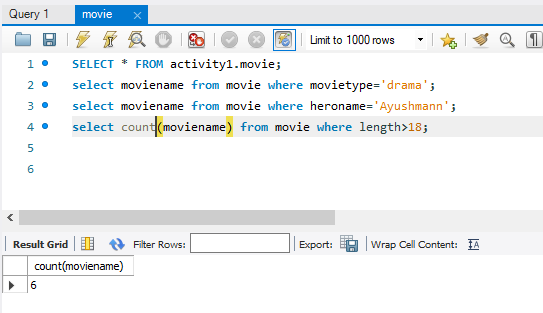 Query 1
movie
Limit to 1000 rows
1 SELECT * FROM activity1.movie;
2 select moviename from movie where movietype='drama';
3 select moviename from movie where heroname='Ayushmann';
4 select count(moviename) from movie where length>18;
5
6
Result Grid Filter Rows: Export: Wrap Cell Content:
count(moviename)
6